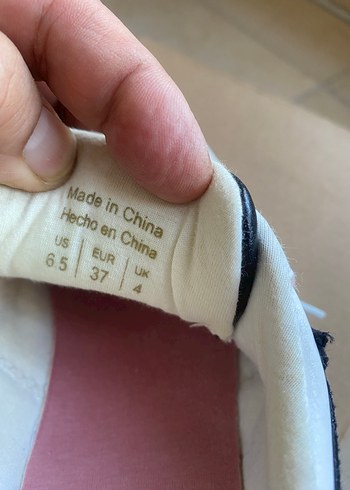 Made in China
Hecho en China
US EUR UK
6 5 37 4